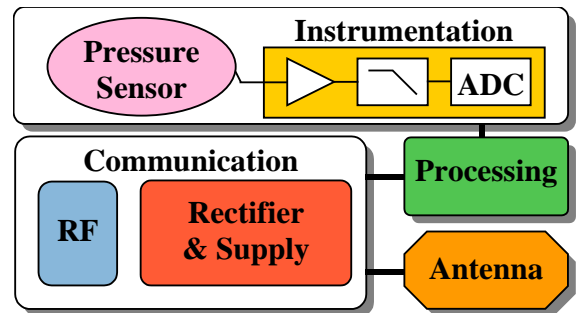 Instrumentation
Pressure
Sensor
ADC
Communication
Processing
RF
Rectifier
& Supply
Antenna